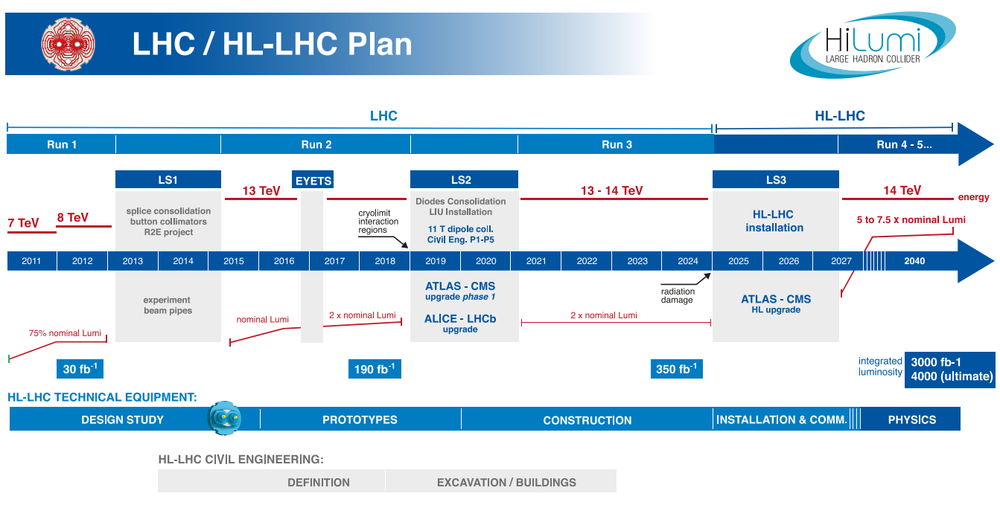 LHC / HL-LHC Plan
HiLumi
LARGE HADRON COLLIDER
LHC
HL-LHC
Run 1
Run 2
Run 3
Run 4 - 5...
LS1
EYETS
LS2
LS3
splice consolidation
button collimators
R2E project
13 TeV
Diodes Consolidation
LIU Installation
11 T dipole coll.
Civil Eng. P1-P5
13 - 14 TeV
HL-LHC
installation
14 TeV
energy
7 TeV
8 TeV
cryolimit
interaction
regions
5 to 7.5 x nominal Lumi
2011
2012
2013
2014
2015
2016
2017
2018
2019
2020
2021
2022
2023
2024
2025
2026
2027
2040
experiment
beam pipes
ATLAS - CMS
upgrade phase 1
ALICE - LHCb
upgrade
radiation
damage
ATLAS - CMS
HL upgrade
75% nominal Lumi
nominal Lumi
2 x nominal Lumi
2 x nominal Lumi
30 fb-1
190 fb-1
350 fb-1
integrated
luminosity
3000 fb-1
4000 (ultimate)
HL-LHC TECHNICAL EQUIPMENT:
DESIGN STUDY
PROTOTYPES
CONSTRUCTION
INSTALLATION & COMM.
PHYSICS
HL-LHC CIVIL ENGINEERING:
DEFINITION
EXCAVATION / BUILDINGS